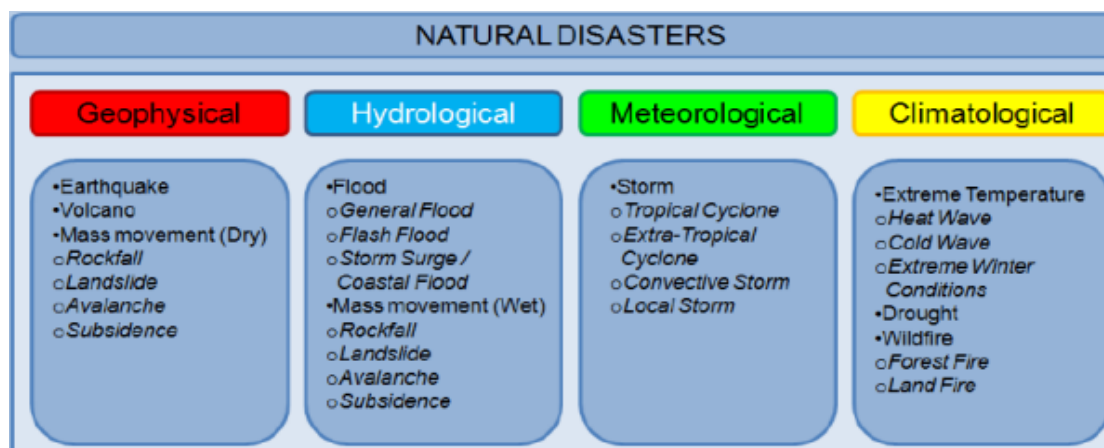 NATURAL DISASTERS
Geophysical
•Earthquake
•Volcano
•Mass movement (Dry)
oRockfall
oLandslide
oAvalanche
oSubsidence
Hydrological
•Flood
oGeneral Flood
oFlash Flood
oStorm Surge /
Coastal Flood
•Mass movement (Wet)
oRockfall
oLandslide
oAvalanche
oSubsidence
Meteorological
•Storm
oTropical Cyclone
oExtra-Tropical
Cyclone
oConvective Storm
oLocal Storm
Climatological
•Extreme Temperature
oHeat Wave
oCold Wave
oExtreme Winter
Conditions
•Drought
•Wildfire
oForest Fire
oLand Fire